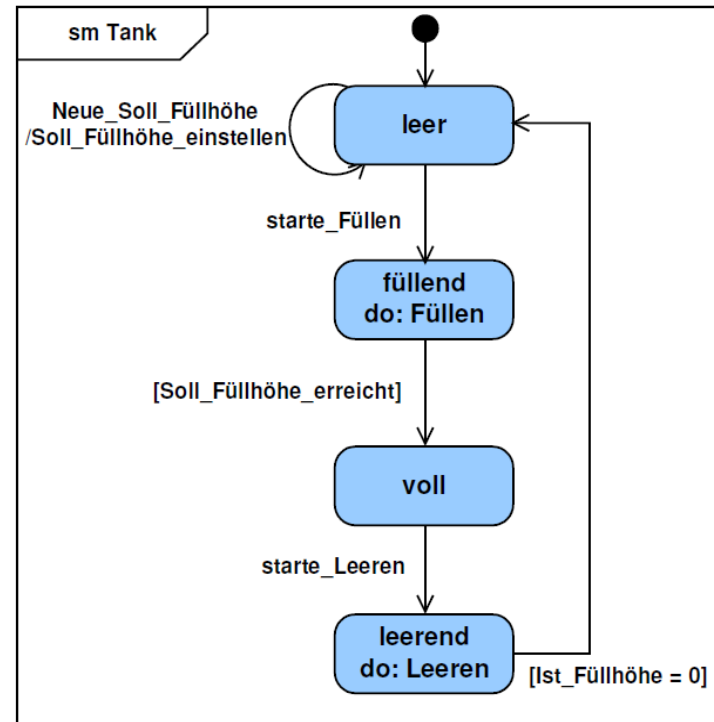 sm Tank
Neue_Soll_Füllhöhe
/Soll_Füllhöhe_einstellen
leer
starte_Füllen
füllend
do: Füllen
[Soll_Füllhöhe_erreicht]
voll
starte_Leeren
leerend
do: Leeren
[Ist_Füllhöhe = 0]